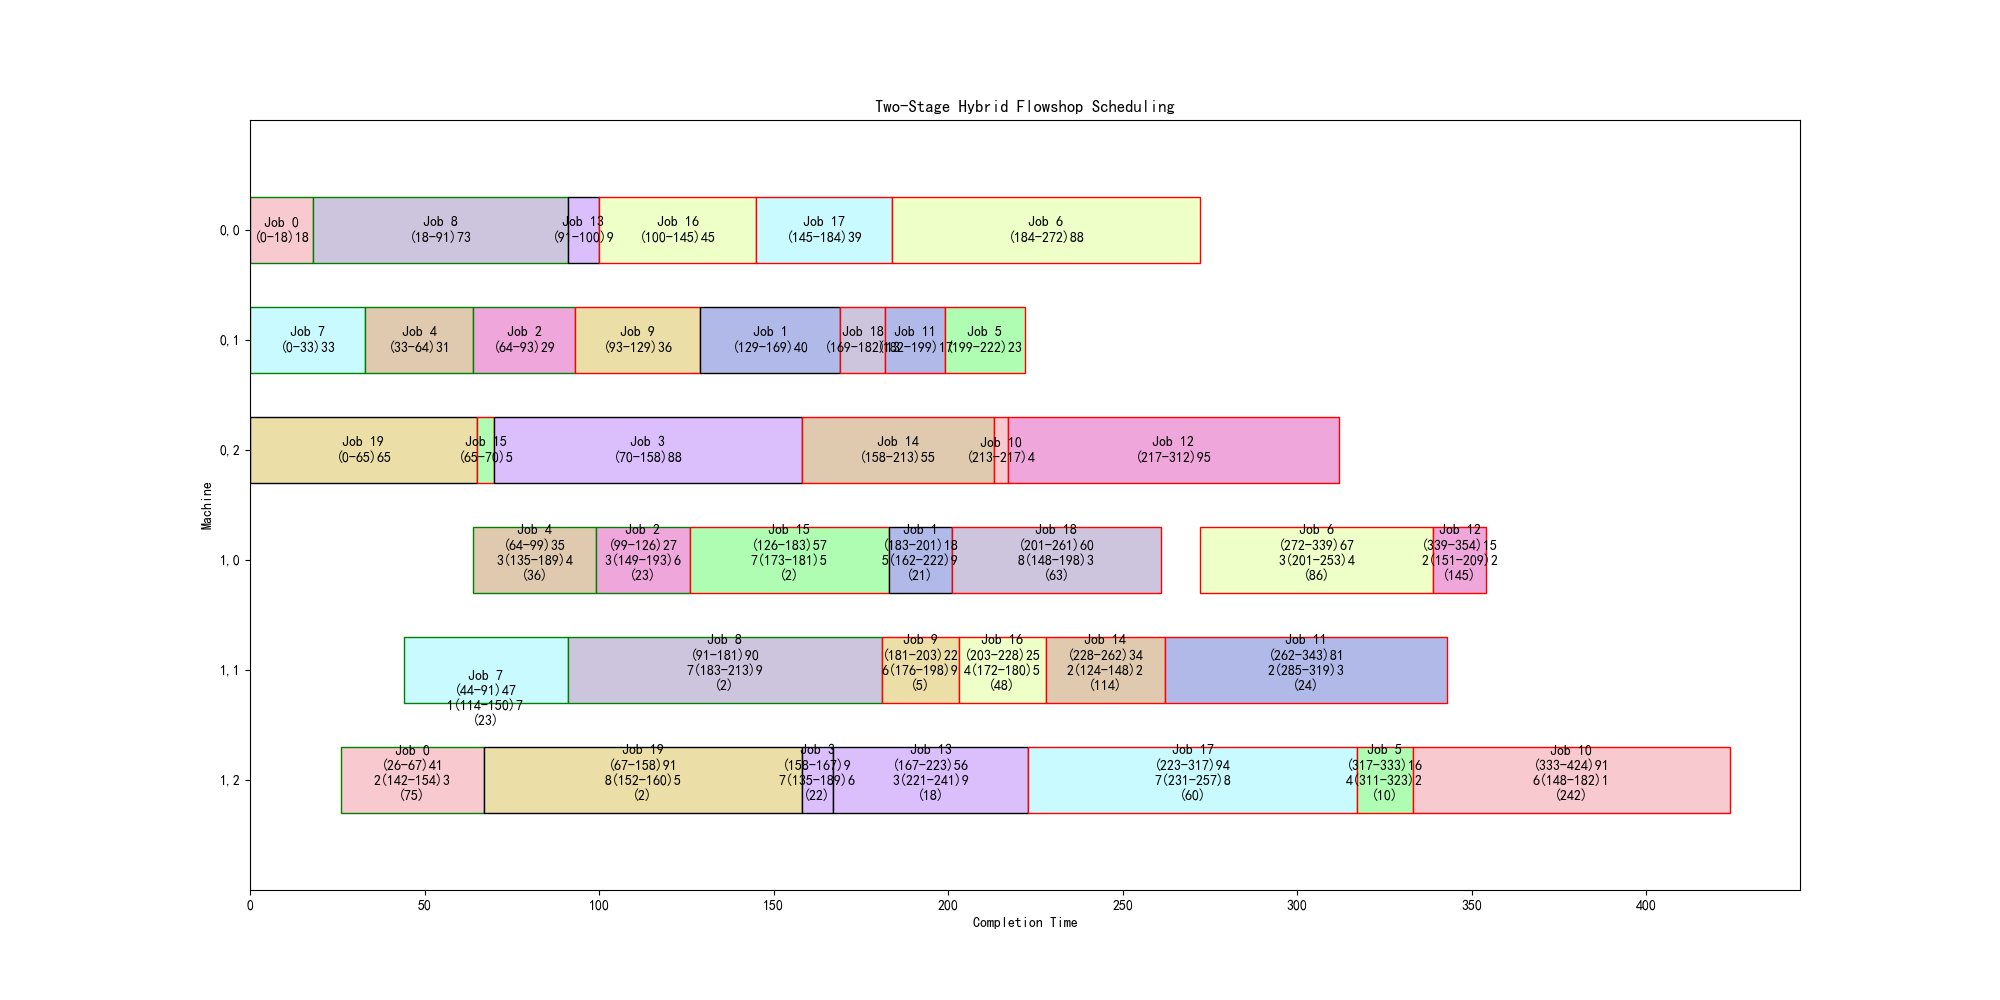 Two-Stage Hybrid Flowshop Scheduling
0,0
Job 0
(0-18)18
Job 8
(18-91)73
Job 13
(91-100)9
Job 16
(100-145)45
Job 17
(145-184)39
Job 6
(184-272)88
0,1
Job 7
(0-33)33
Job 4
(33-64)31
Job 2
(64-93)29
Job 9
(93-129)36
Job 1
(129-169)40
Job 18
(169-182)13
Job 11
(182-199)17
Job 5
(199-222)23
0,2
Job 19
(0-65)65
Job 15
(65-70)5
Job 3
(70-158)88
Job 14
(158-213)55
Job 10
(213-217)4
Job 12
(217-312)95
Machine
1,0
Job 4
(64-99)35
3(135-189)4
(36)
Job 2
(99-126)27
3(149-193)6
(23)
Job 15
(126-183)57
7(173-181)5
(2)
Job 1
(183-201)18
5(162-222)9
(21)
Job 18
(201-261)60
8(148-198)3
(63)
Job 6
(272-339)67
3(201-253)4
(86)
Job 12
(339-354)15
2(151-209)2
(145)
1,1
Job 7
(44-91)47
1(114-150)7
(23)
Job 8
(91-181)90
7(183-213)9
(2)
Job 9
(181-203)22
6(176-198)9
(5)
Job 16
(203-228)25
4(172-180)5
(48)
Job 14
(228-262)34
2(124-148)2
(114)
Job 11
(262-343)81
2(285-319)3
(24)
1,2
Job 0
(26-67)41
2(142-154)3
(75)
Job 19
(67-158)91
8(152-160)5
(2)
Job 3
(158-167)9
7(135-189)6
(22)
Job 13
(167-223)56
3(221-241)9
(18)
Job 17
(223-317)94
7(231-257)8
(60)
Job 5
(317-333)16
4(311-323)2
(10)
Job 10
(333-424)91
6(148-182)1
(242)
0
50
100
150
200
250
300
350
400
Completion Time